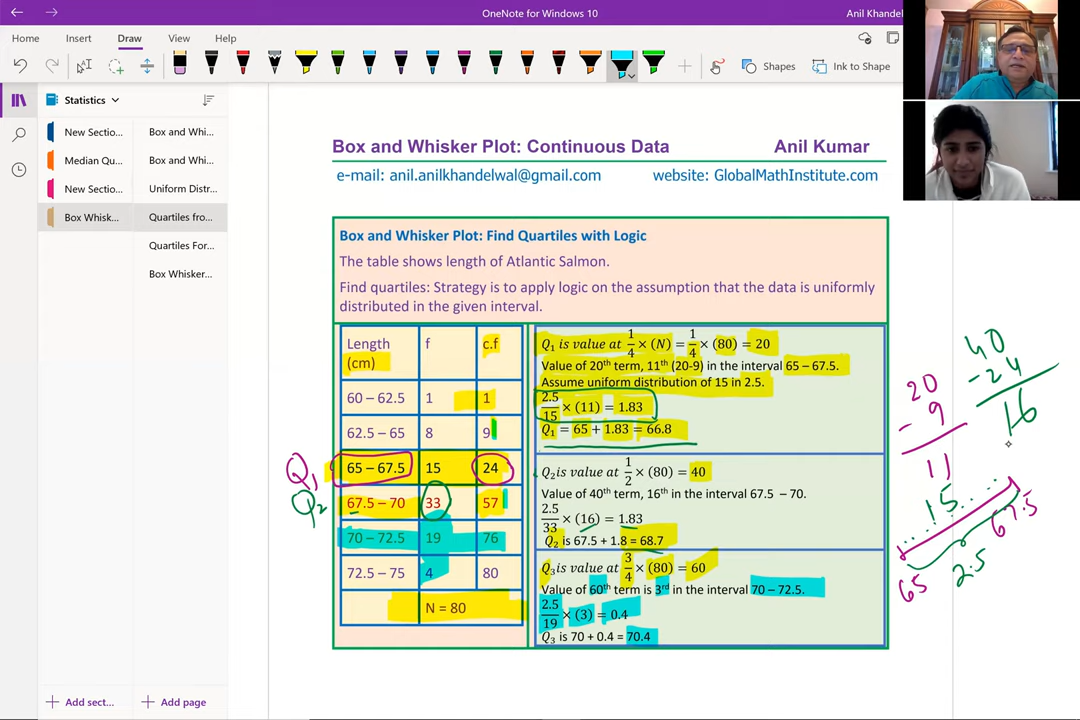 OneNote for Windows 10
Anil Khandel
Home Insert Draw View Help
Shapes
Ink to Shape
Statistics
New Sectio...
Median Qu...
New Sectio...
Box Whisk...
Box and Whi...
Box and Whi...
Uniform Distr...
Quartiles fro...
Quartiles For...
Box Whisker...
Add sect...
Add page
Box and Whisker Plot: Continuous Data
Anil Kumar
e-mail: anil.anilkhandelwal@gmail.com
website: GlobalMathInstitute.com
Box and Whisker Plot: Find Quartiles with Logic
The table shows length of Atlantic Salmon.
Find quartiles: Strategy is to apply logic on the assumption that the data is uniformly
distributed in the given interval.
Length (cm) f c.f
60 – 62.5 1 1
62.5 – 65 8 9
65 – 67.5 15 24
67.5 – 70 33 57
70 – 72.5 19 76
72.5 – 75 4 80
N = 80
Q₁
Q₂
Q₁ is value at 1/4 × (N) = 1/4 × (80) = 20
Value of 20th term, 11th (20-9) in the interval 65 – 67.5.
Assume uniform distribution of 15 in 2.5.
2.5/15 × (11) = 1.83
Q₁ = 65 + 1.83 = 66.8
Q₂ is value at 1/2 × (80) = 40
Value of 40th term, 16th in the interval 67.5 – 70.
2.5/33 × (16) = 1.83
Q₂ is 67.5 + 1.8 = 68.7
Q₃ is value at 3/4 × (80) = 60
Value of 60th term is 3rd in the interval 70 – 72.5.
2.5/19 × (3) = 0.4
Q₃ is 70 + 0.4 = 70.4
40
- 24
16
20
- 9
11
15
65
67.5
2.5